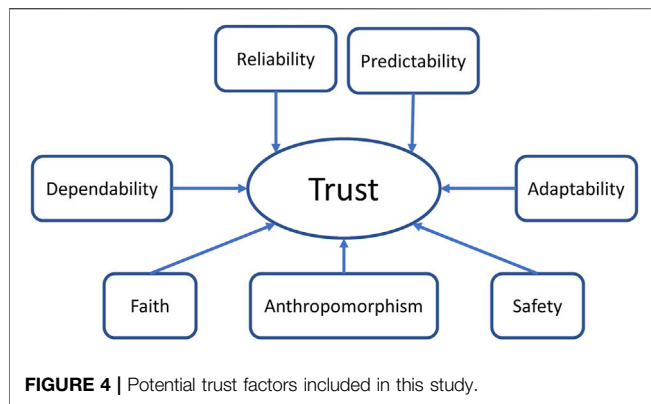 Reliability
Predictability
Dependability
Trust
Adaptability
Faith
Anthropomorphism
Safety
FIGURE 4 | Potential trust factors included in this study.